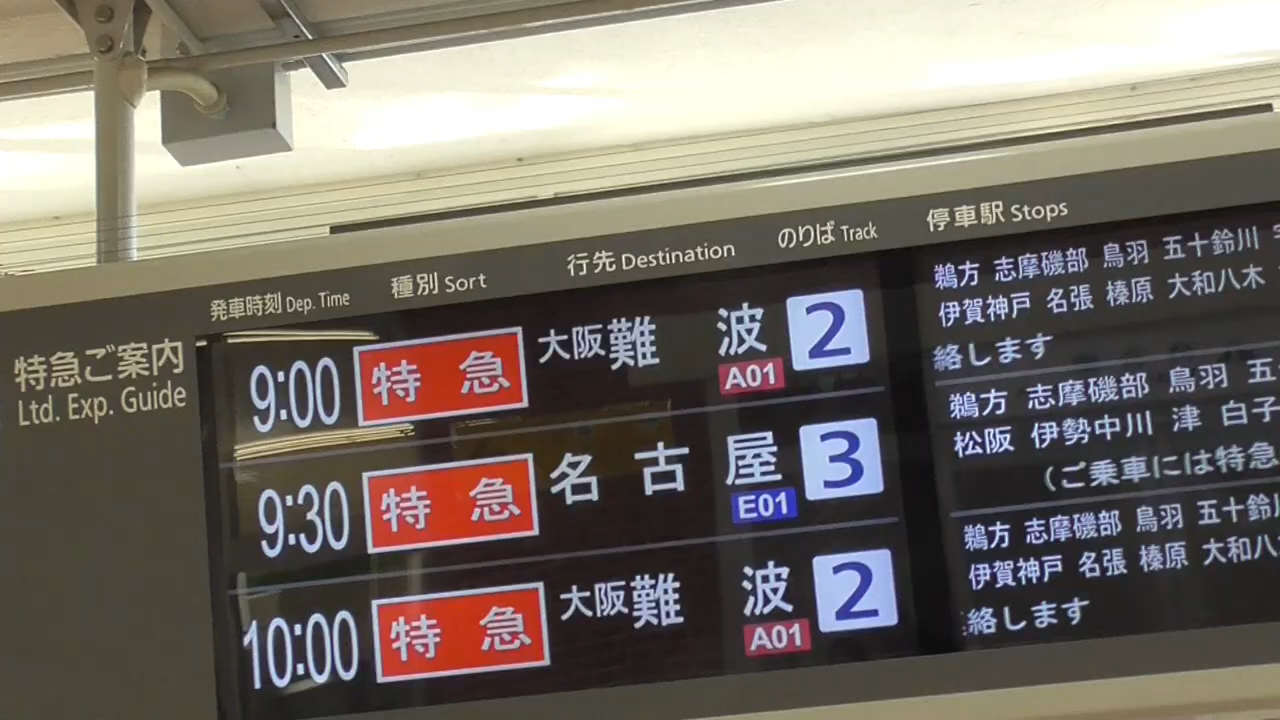 発車時刻 Dep. Time 種別 Sort 行先 Destination のりば Track 停車駅 Stops
特急ご案内
Ltd. Exp. Guide
9:00 特急 大阪難波 A01 2
鵜方 志摩磯部 鳥羽 五十鈴川
伊賀神戸 名張 榛原 大和八木
絡します
9:30 特急 名古屋 E01 3
鵜方 志摩磯部 鳥羽 五
松阪 伊勢中川 津 白子
（ご乗車には特急
10:00 特急 大阪難波 A01 2
鵜方 志摩磯部 鳥羽 五十鈴
伊賀神戸 名張 榛原 大和八
絡します